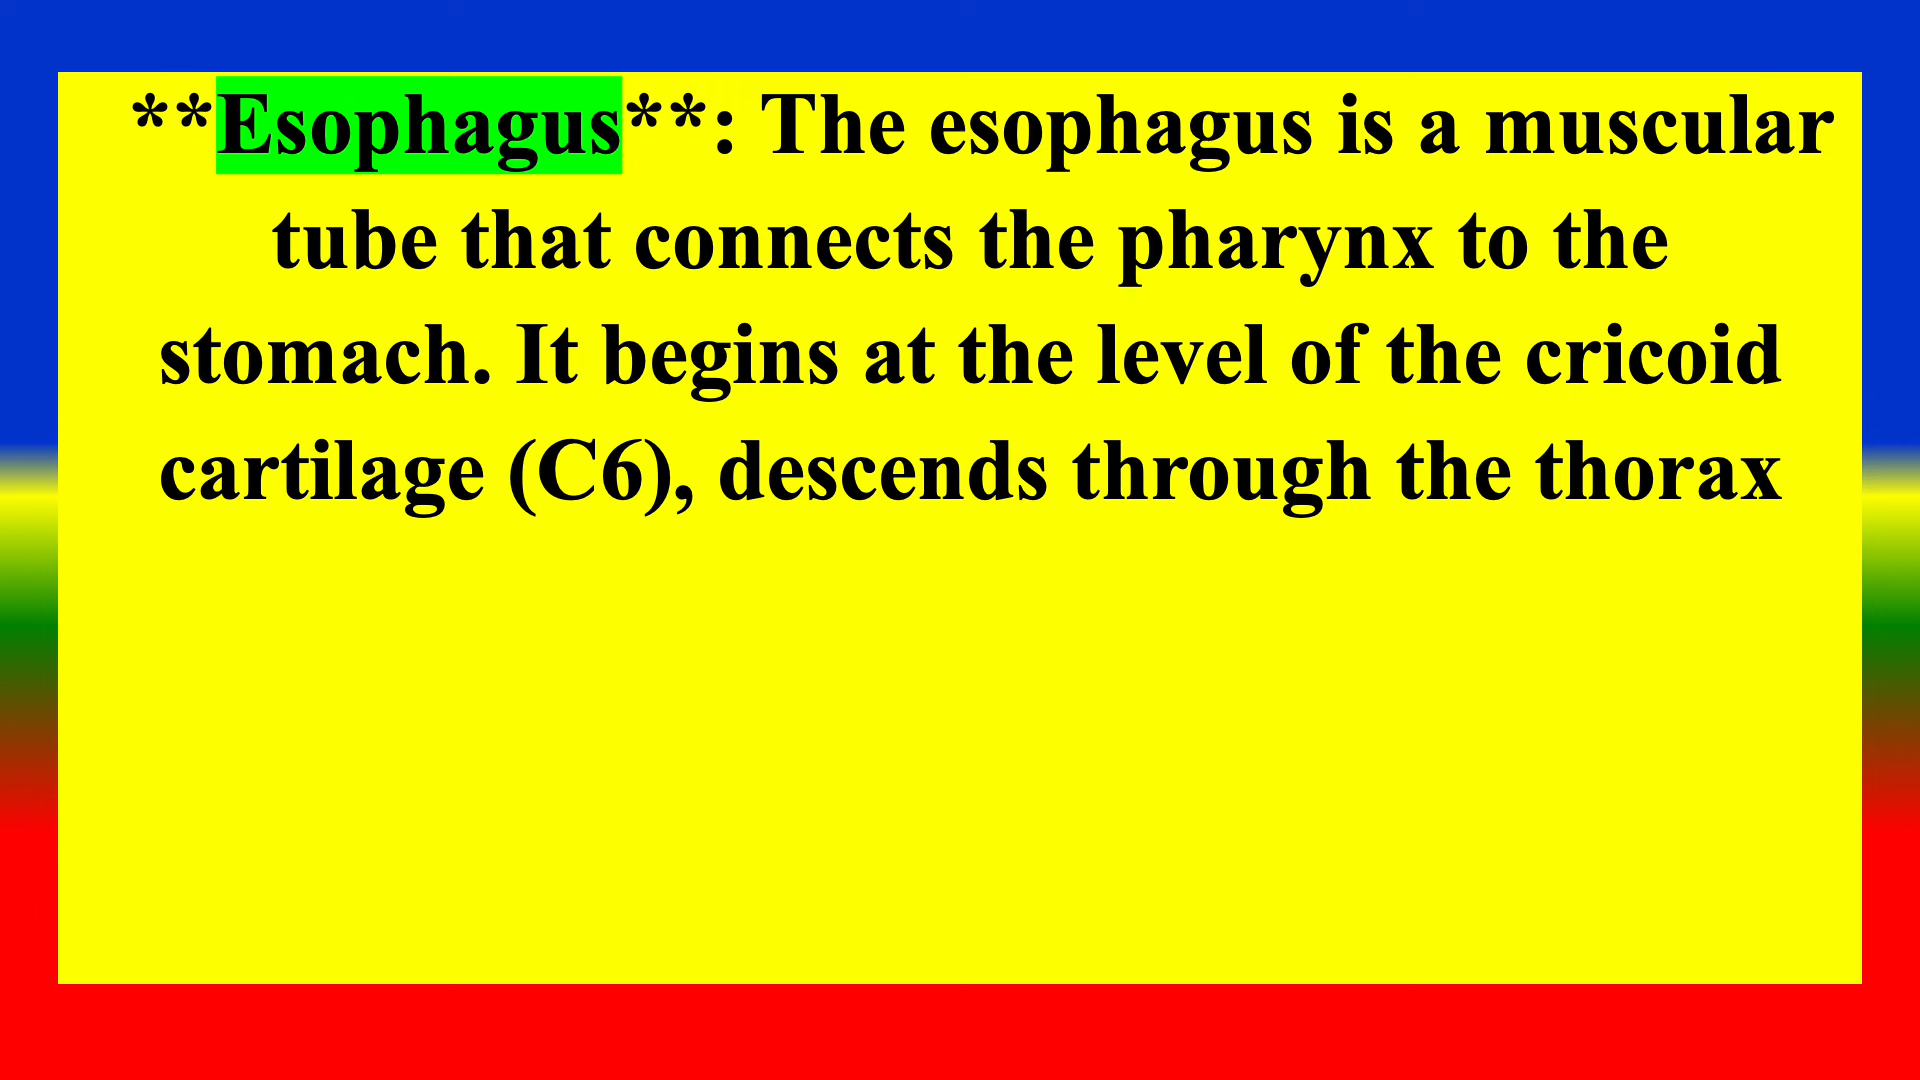 **Esophagus**: The esophagus is a muscular
tube that connects the pharynx to the
stomach. It begins at the level of the cricoid
cartilage (C6), descends through the thorax